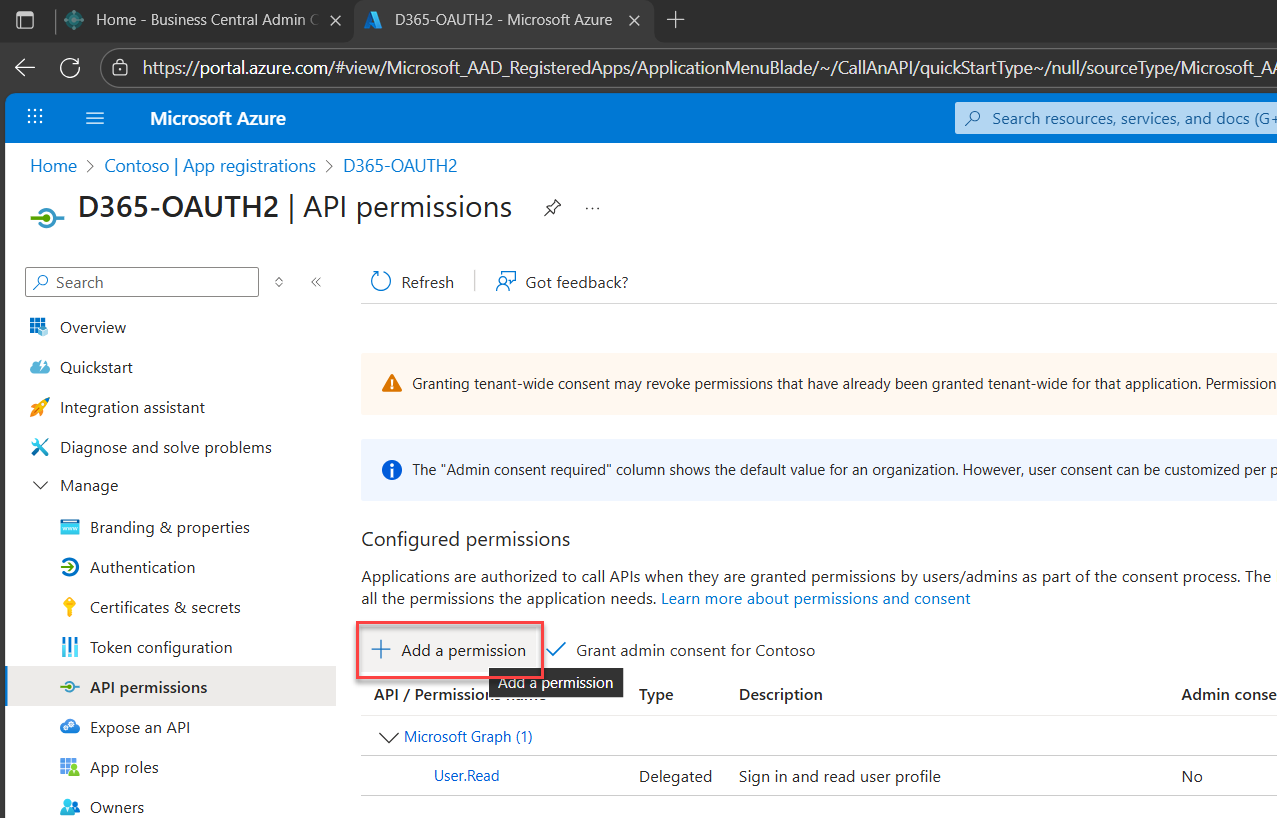 Home - Business Central Admin C
D365-OAUTH2 - Microsoft Azure
https://portal.azure.com/#view/Microsoft_AAD_RegisteredApps/ApplicationMenuBlade/~/CallAnAPI/quickStartType~/null/sourceType/Microsoft_AA
Microsoft Azure
Search resources, services, and docs (G+
Home > Contoso | App registrations > D365-OAUTH2
D365-OAUTH2 | API permissions
Search
Refresh
Got feedback?
Overview
Quickstart
Integration assistant
Diagnose and solve problems
Manage
Branding & properties
Authentication
Certificates & secrets
Token configuration
API permissions
Expose an API
App roles
Owners
Granting tenant-wide consent may revoke permissions that have already been granted tenant-wide for that application. Permission
The "Admin consent required" column shows the default value for an organization. However, user consent can be customized per p
Configured permissions
Applications are authorized to call APIs when they are granted permissions by users/admins as part of the consent process. The
all the permissions the application needs. Learn more about permissions and consent
Add a permission
Grant admin consent for Contoso
Add a permission
API / Permissions name
Type
Description
Admin conse
Microsoft Graph (1)
User.Read
Delegated
Sign in and read user profile
No